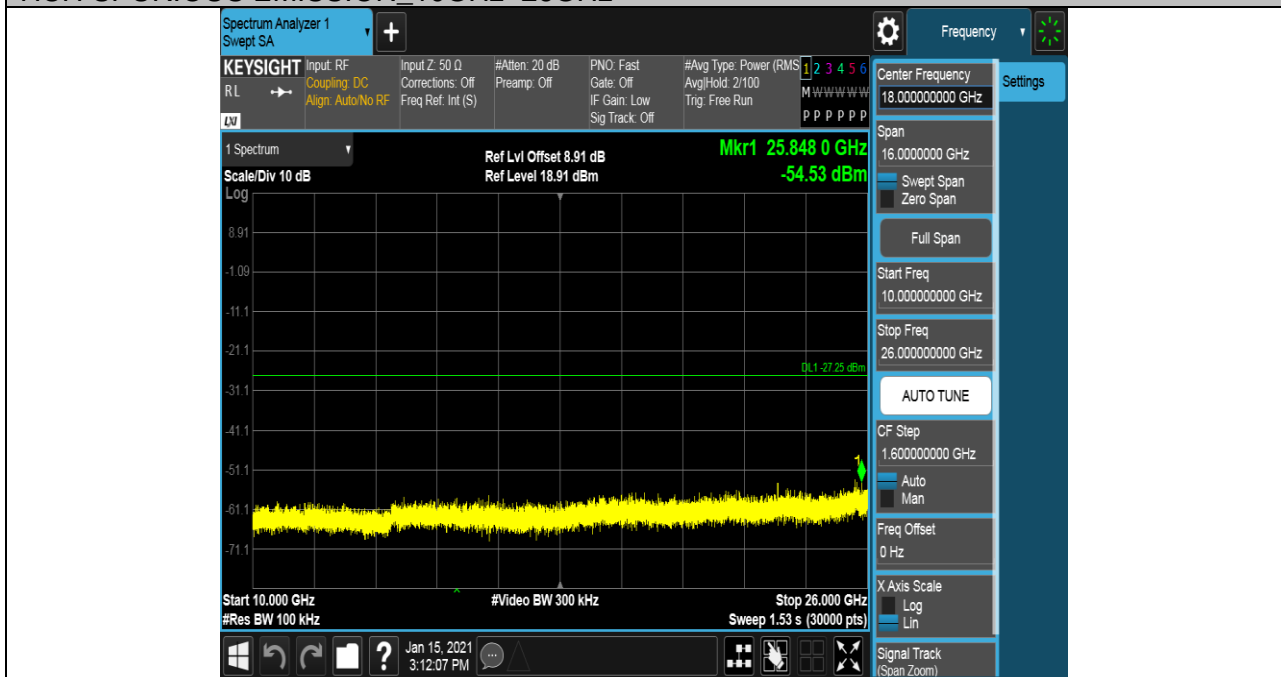 Spectrum Analyzer 1
Swept SA
+
Frequency
KEYSIGHT
RL
LXI
Input: RF
Coupling: DC
Align: Auto/No RF
Input Z: 50 Ω
Corrections: Off
Freq Ref: Int (S)
#Atten: 20 dB
Preamp: Off
PNO: Fast
Gate: Off
IF Gain: Low
Sig Track: Off
#Avg Type: Power (RMS
Avg|Hold: 2/100
Trig: Free Run
1 2 3 4 5 6
M W W W W W
P P P P P P
Center Frequency
18.000000000 GHz
Settings
Span
16.0000000 GHz
Swept Span
Zero Span
Full Span
Start Freq
10.000000000 GHz
Stop Freq
26.000000000 GHz
AUTO TUNE
CF Step
1.600000000 GHz
Auto
Man
Freq Offset
0 Hz
X Axis Scale
Log
Lin
Signal Track
(Span Zoom)
1 Spectrum
Scale/Div 10 dB
Ref Lvl Offset 8.91 dB
Ref Level 18.91 dBm
Mkr1 25.848 0 GHz
-54.53 dBm
Log
8.91
-1.09
-11.1
-21.1
DL1 -27.25 dBm
-31.1
-41.1
-51.1
1
-61.1
-71.1
Start 10.000 GHz
#Video BW 300 kHz
Stop 26.000 GHz
#Res BW 100 kHz
Sweep 1.53 s (30000 pts)
?
Jan 15, 2021
3:12:07 PM